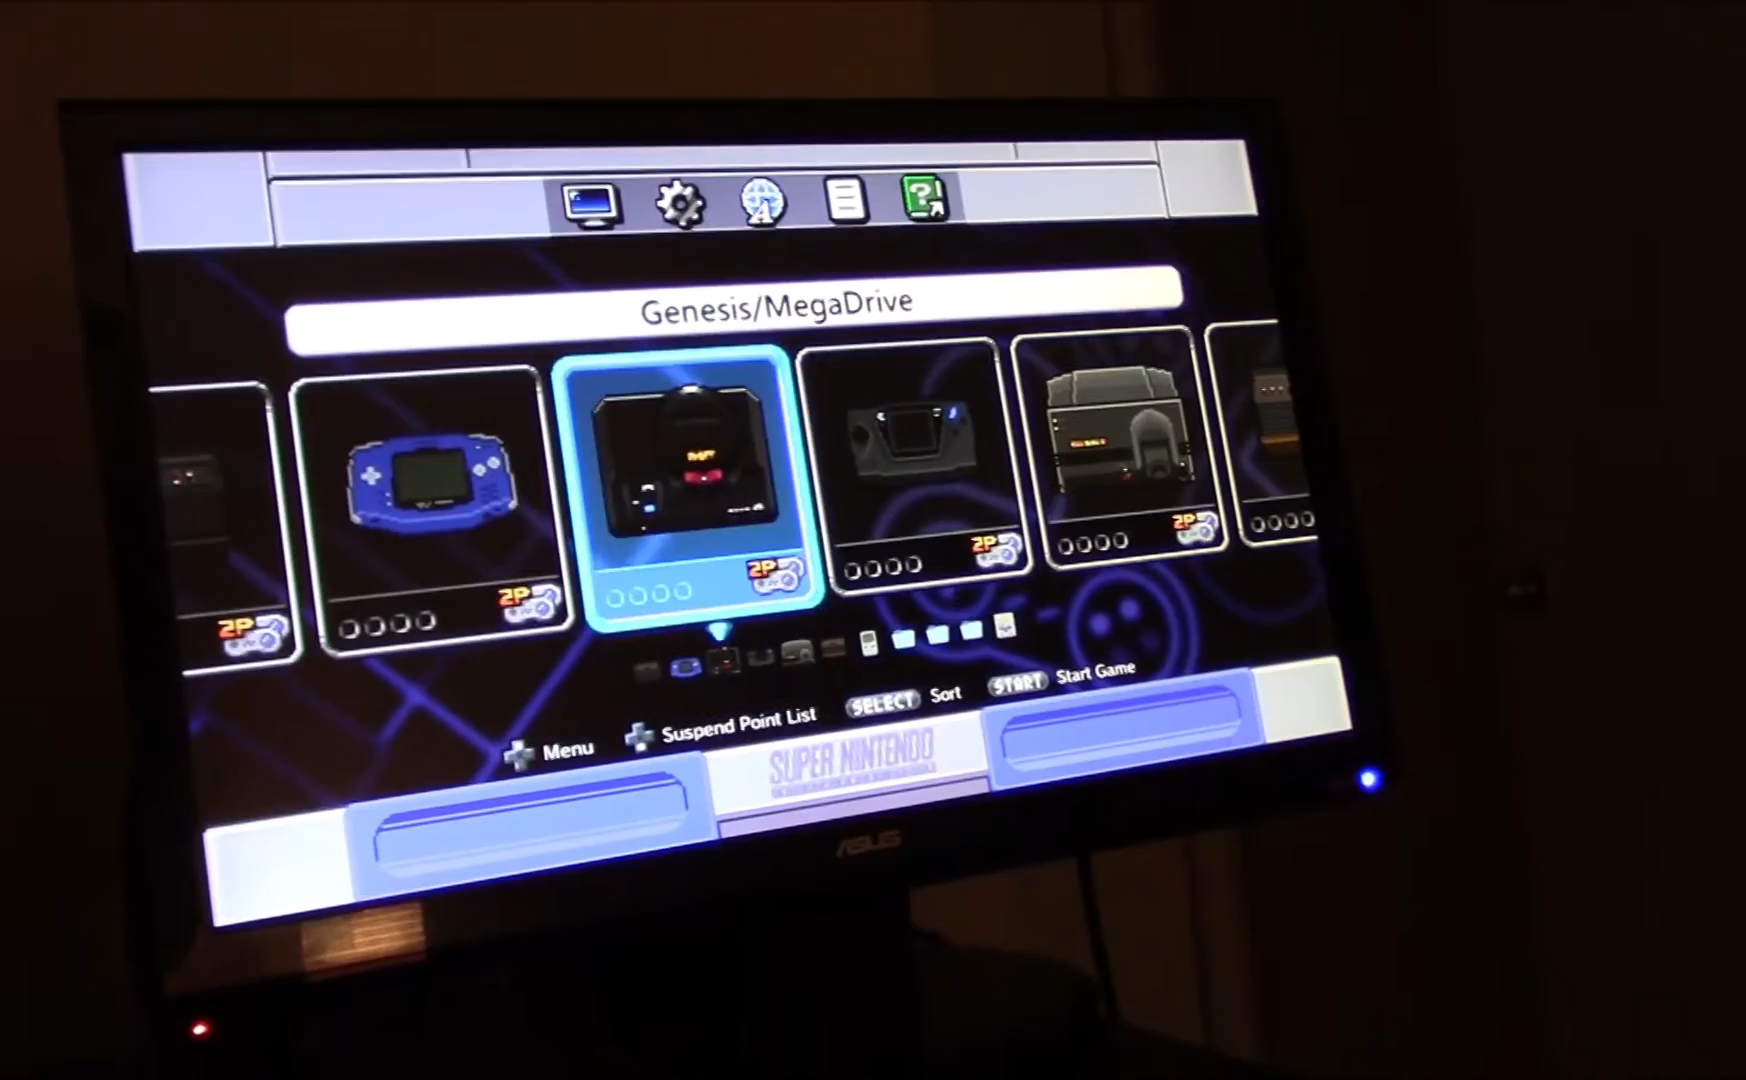 Genesis/MegaDrive
2P
2P
2P
2P
2P
SELECT Sort START Start Game
Menu Suspend Point List
SUPER NINTENDO
ASUS